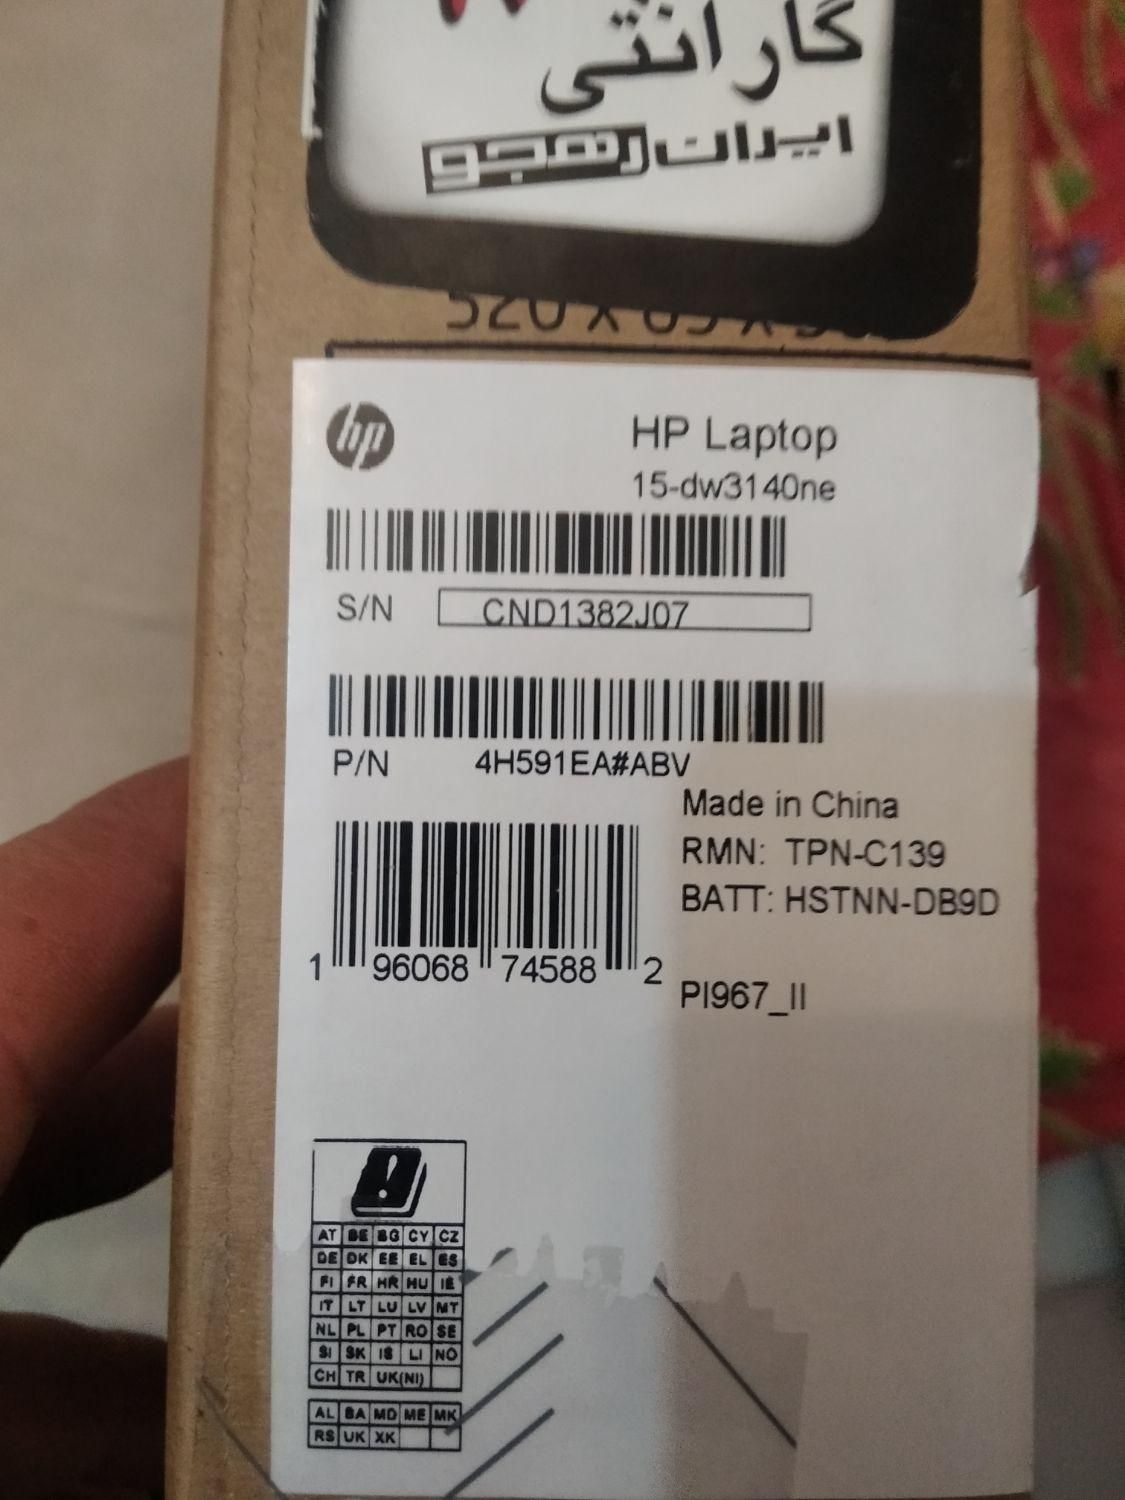 گارانتی
ایران رهجو
hp
HP Laptop
15-dw3140ne
S/N CND1382J07
P/N 4H591EA#ABV
Made in China
RMN: TPN-C139
BATT: HSTNN-DB9D
1 96068 74588 2
PI967_II
AT BE BG CY CZ
DE DK EE EL ES
FI FR HR HU IE
IT LT LU LV MT
NL PL PT RO SE
SI SK IS LI NO
CH TR UK(NI)
AL BA MD ME MK
RS UK XK